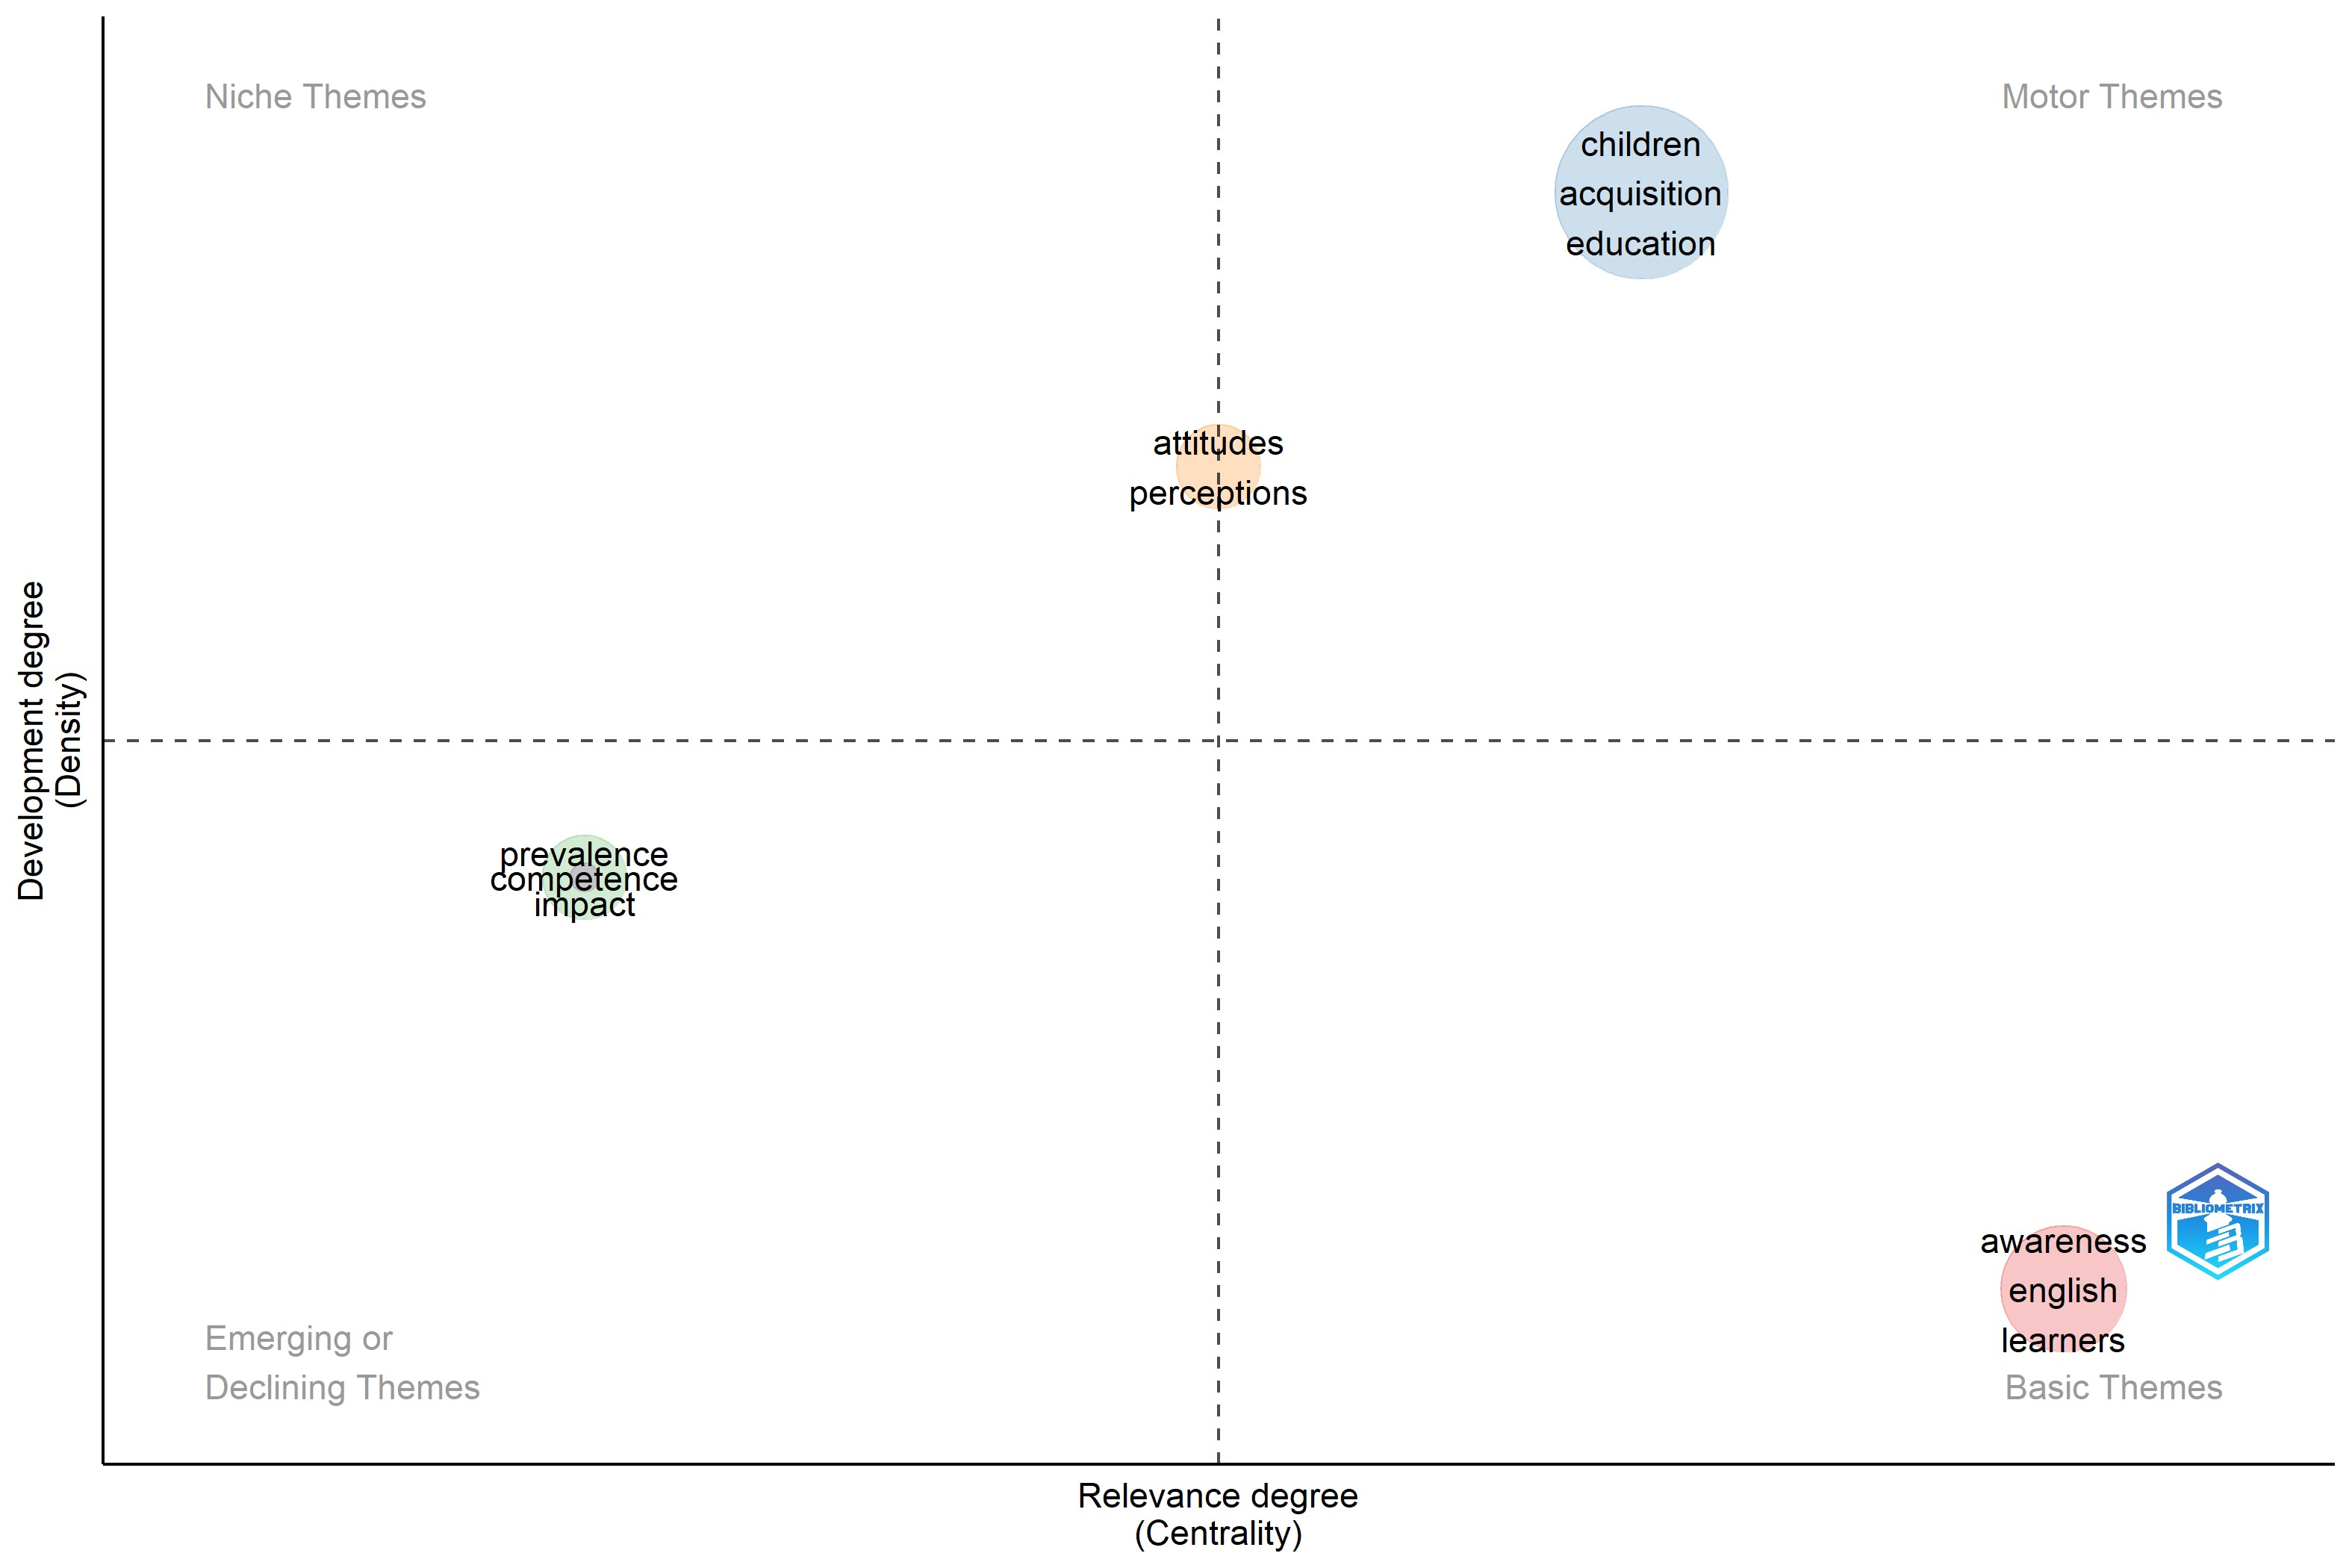 Niche Themes
Motor Themes
children
acquisition
education
attitudes
perceptions
Development degree
(Density)
prevalence
competence
impact
BIBLIOMETRIX
awareness
english
learners
Emerging or
Declining Themes
Basic Themes
Relevance degree
(Centrality)